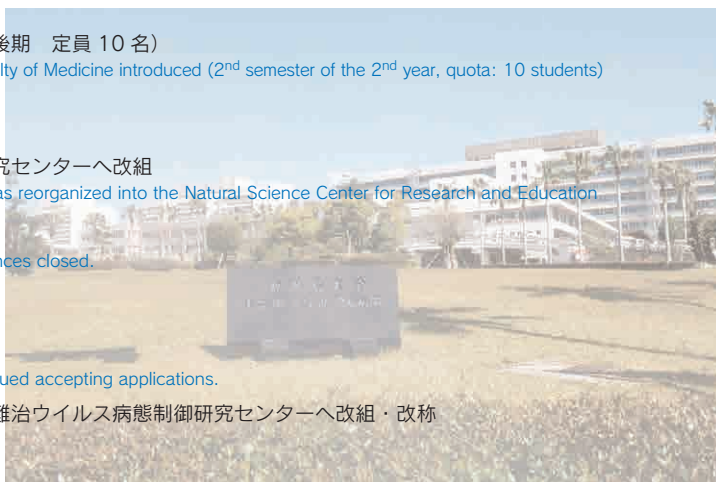 後期 定員 10 名）
lty of Medicine introduced (2nd semester of the 2nd year, quota: 10 students)
究センターへ改組
as reorganized into the Natural Science Center for Research and Education
nces closed.
ued accepting applications.
難治ウイルス病態制御研究センターへ改組・改称